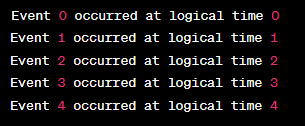 Event 0 occurred at logical time 0
Event 1 occurred at logical time 1
Event 2 occurred at logical time 2
Event 3 occurred at logical time 3
Event 4 occurred at logical time 4